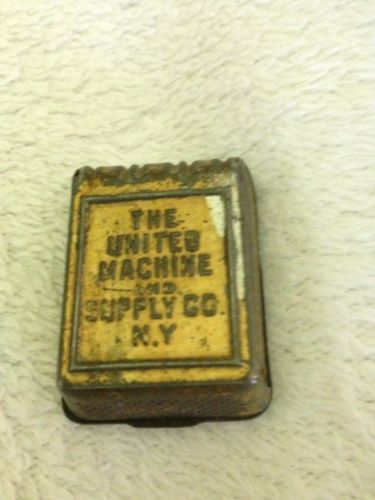 THE
UNITED
MACHINE
AND
SUPPLY CO.
N.Y